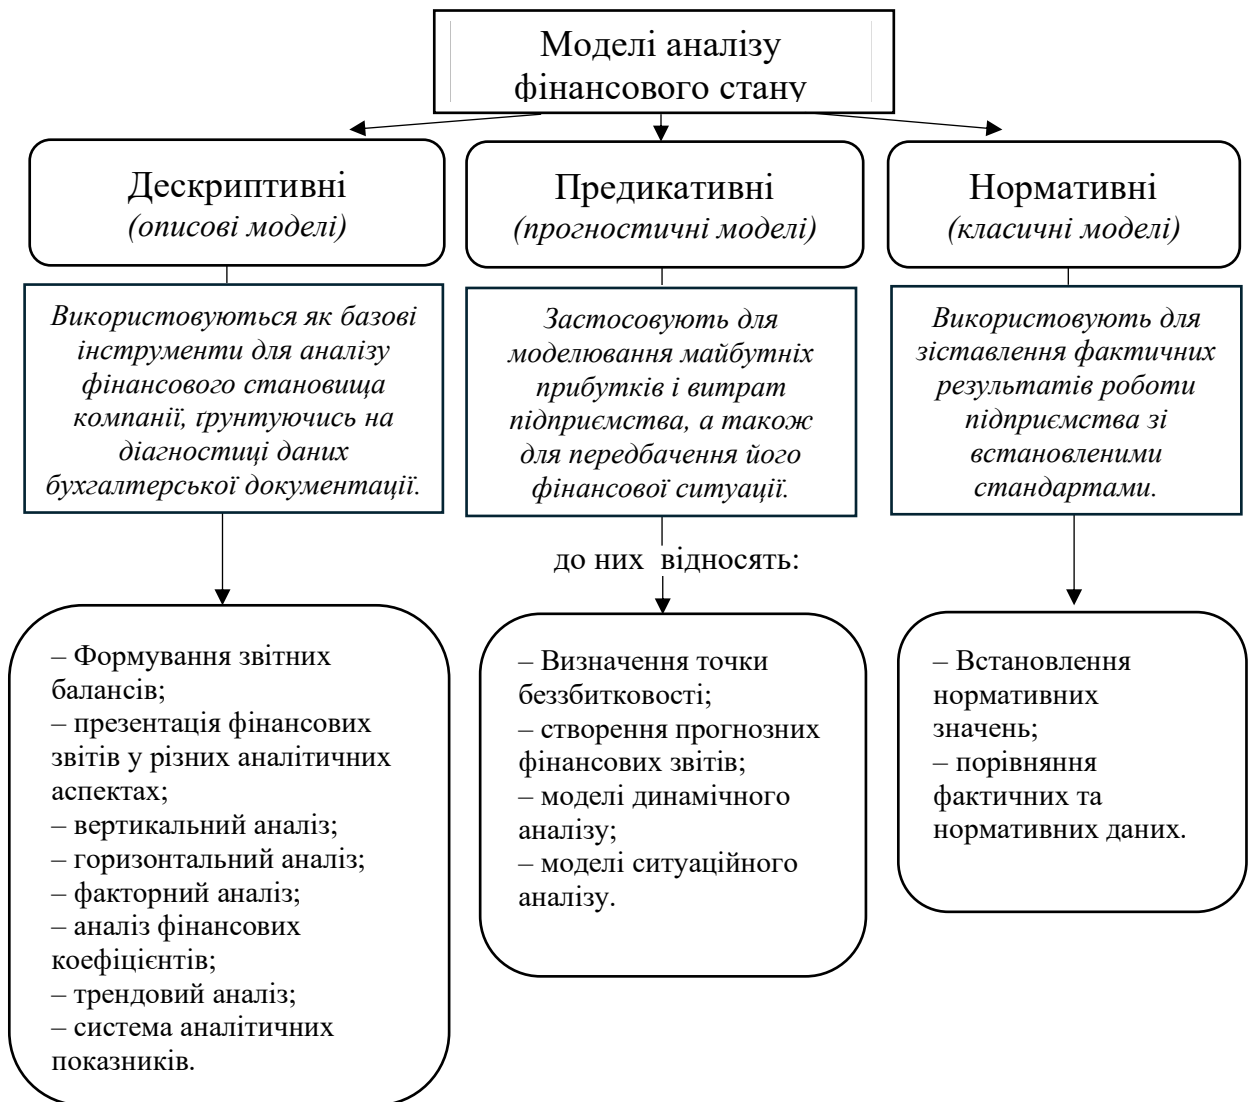 Моделі аналізу
фінансового стану
Дескриптивні
(описові моделі)
Предикативні
(прогностичні моделі)
Нормативні
(класичні моделі)
Використовуються як базові
інструменти для аналізу
фінансового становища
компанії, ґрунтуючись на
діагностиці даних
бухгалтерської документації.
Застосовують для
моделювання майбутніх
прибутків і витрат
підприємства, а також
для передбачення його
фінансової ситуації.
Використовують для
зіставлення фактичних
результатів роботи
підприємства зі
встановленими
стандартами.
до них відносять:
– Формування звітних
балансів;
– презентація фінансових
звітів у різних аналітичних
аспектах;
– вертикальний аналіз;
– горизонтальний аналіз;
– факторний аналіз;
– аналіз фінансових
коефіцієнтів;
– трендовий аналіз;
– система аналітичних
показників.
– Визначення точки
беззбитковості;
– створення прогнозних
фінансових звітів;
– моделі динамічного
аналізу;
– моделі ситуаційного
аналізу.
– Встановлення
нормативних
значень;
– порівняння
фактичних та
нормативних даних.